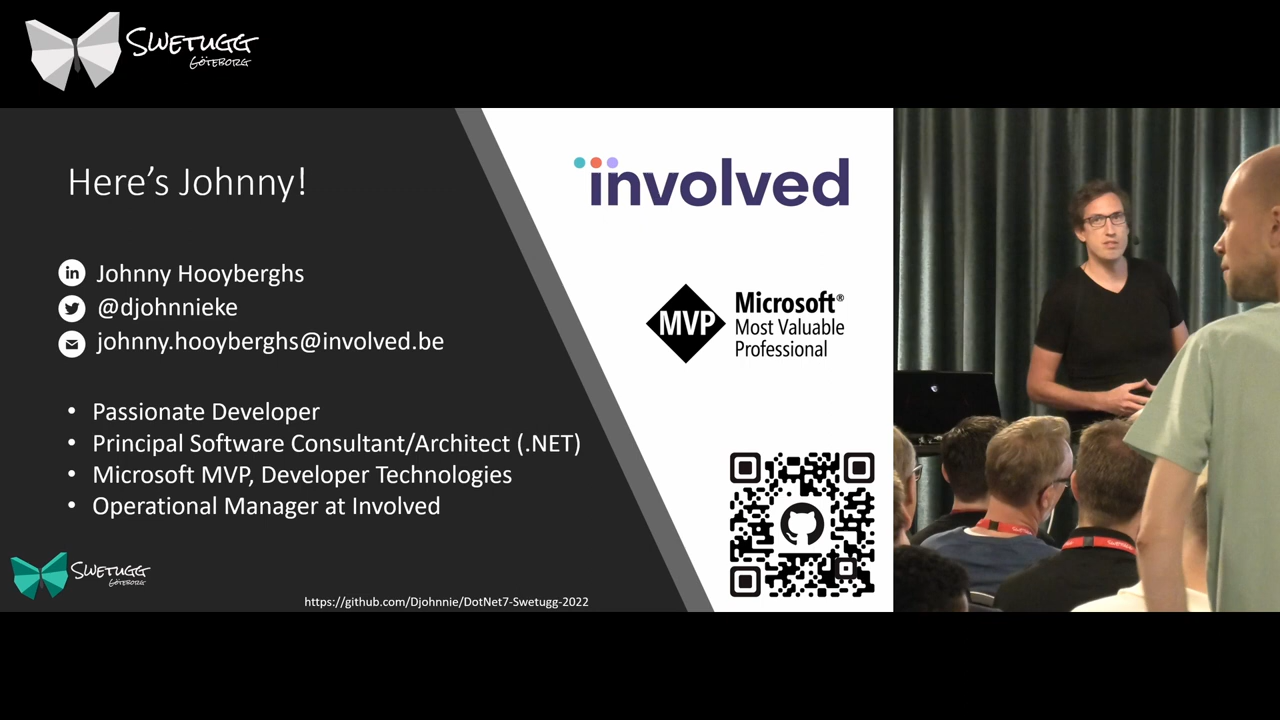 Swetugg
Göteborg
Here's Johnny!
Johnny Hooyberghs
@djohnnieke
johnny.hooyberghs@involved.be
• Passionate Developer
• Principal Software Consultant/Architect (.NET)
• Microsoft MVP, Developer Technologies
• Operational Manager at Involved
Swetugg
Göteborg
https://github.com/Djohnnie/DotNet7-Swetugg-2022
involved
MVP
Microsoft®
Most Valuable
Professional
in